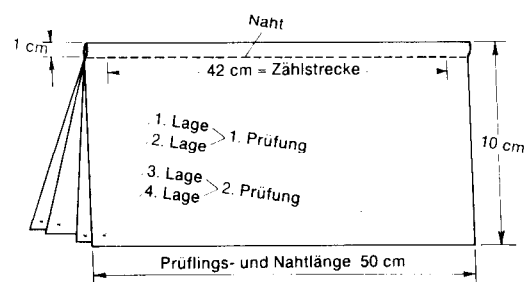 Naht
1 cm
42 cm = Zählstrecke
1. Lage
2. Lage
1. Prüfung
10 cm
3. Lage
4. Lage
2. Prüfung
Prüflings- und Nahtlänge 50 cm